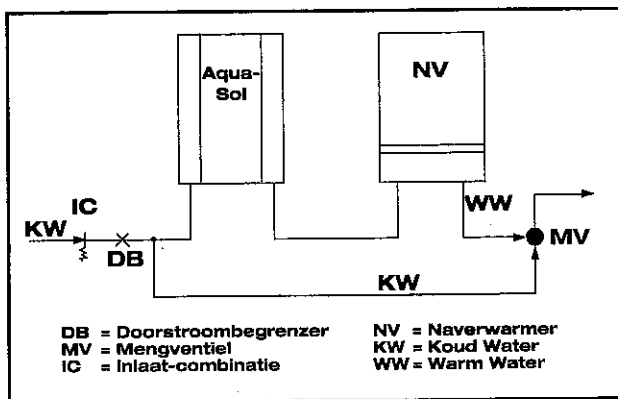 Aqua-
Sol
NV
IC
KW
DB
WW
MV
KW
DB = Doorstroombegrenzer
MV = Mengventiel
IC = Inlaat-combinatie
NV = Naverwarmer
KW = Koud Water
WW = Warm Water